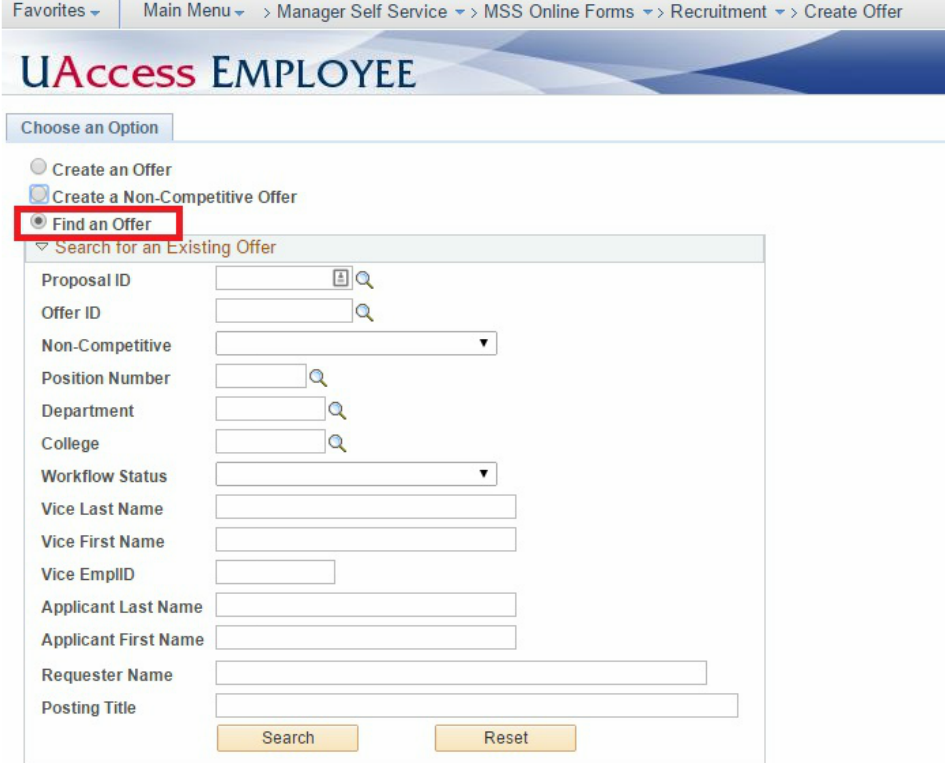 Favorites Main Menu > Manager Self Service > MSS Online Forms > Recruitment > Create Offer
UACCESS EMPLOYEE
Choose an Option
Create an Offer
Create a Non-Competitive Offer
Find an Offer
Search for an Existing Offer
Proposal ID
Offer ID
Non-Competitive
Position Number
Department
College
Workflow Status
Vice Last Name
Vice First Name
Vice EmplID
Applicant Last Name
Applicant First Name
Requester Name
Posting Title
Search Reset